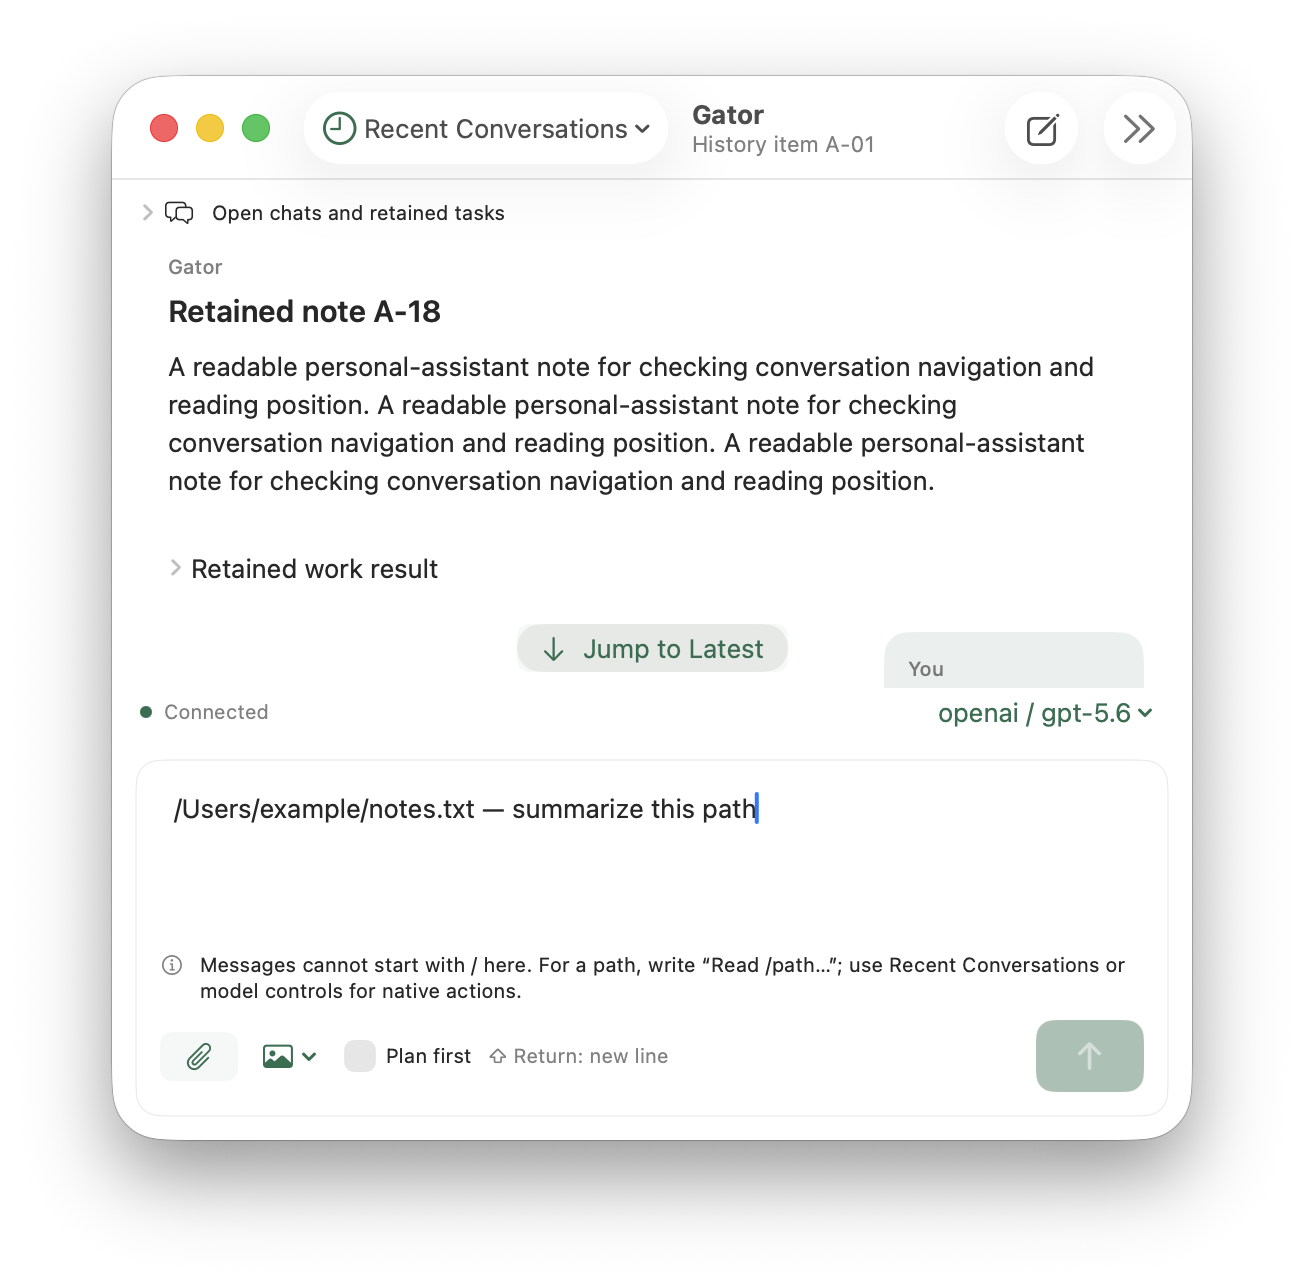 Recent Conversations
Gator
History item A-01
Open chats and retained tasks
Gator
Retained note A-18
A readable personal-assistant note for checking conversation navigation and
reading position. A readable personal-assistant note for checking
conversation navigation and reading position. A readable personal-assistant
note for checking conversation navigation and reading position.
Retained work result
Jump to Latest
You
Connected
openai / gpt-5.6
/Users/example/notes.txt — summarize this path
Messages cannot start with / here. For a path, write “Read /path…”; use Recent Conversations or
model controls for native actions.
Plan first
Return: new line